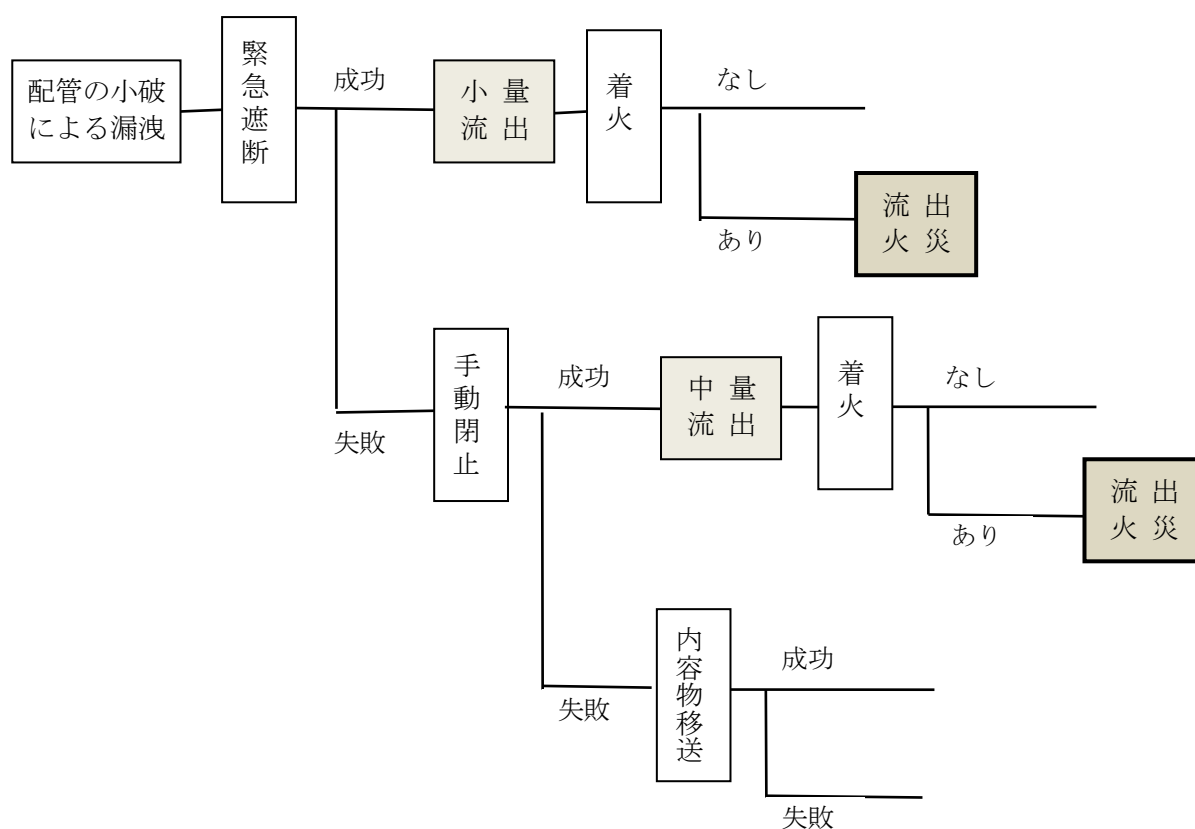 配管の小破
による漏洩
緊急遮断
成功
小量
流出
着火
なし
あり
流出
火災
失敗
手動閉止
成功
中量
流出
着火
なし
あり
流出
火災
失敗
内容物移送
成功
失敗